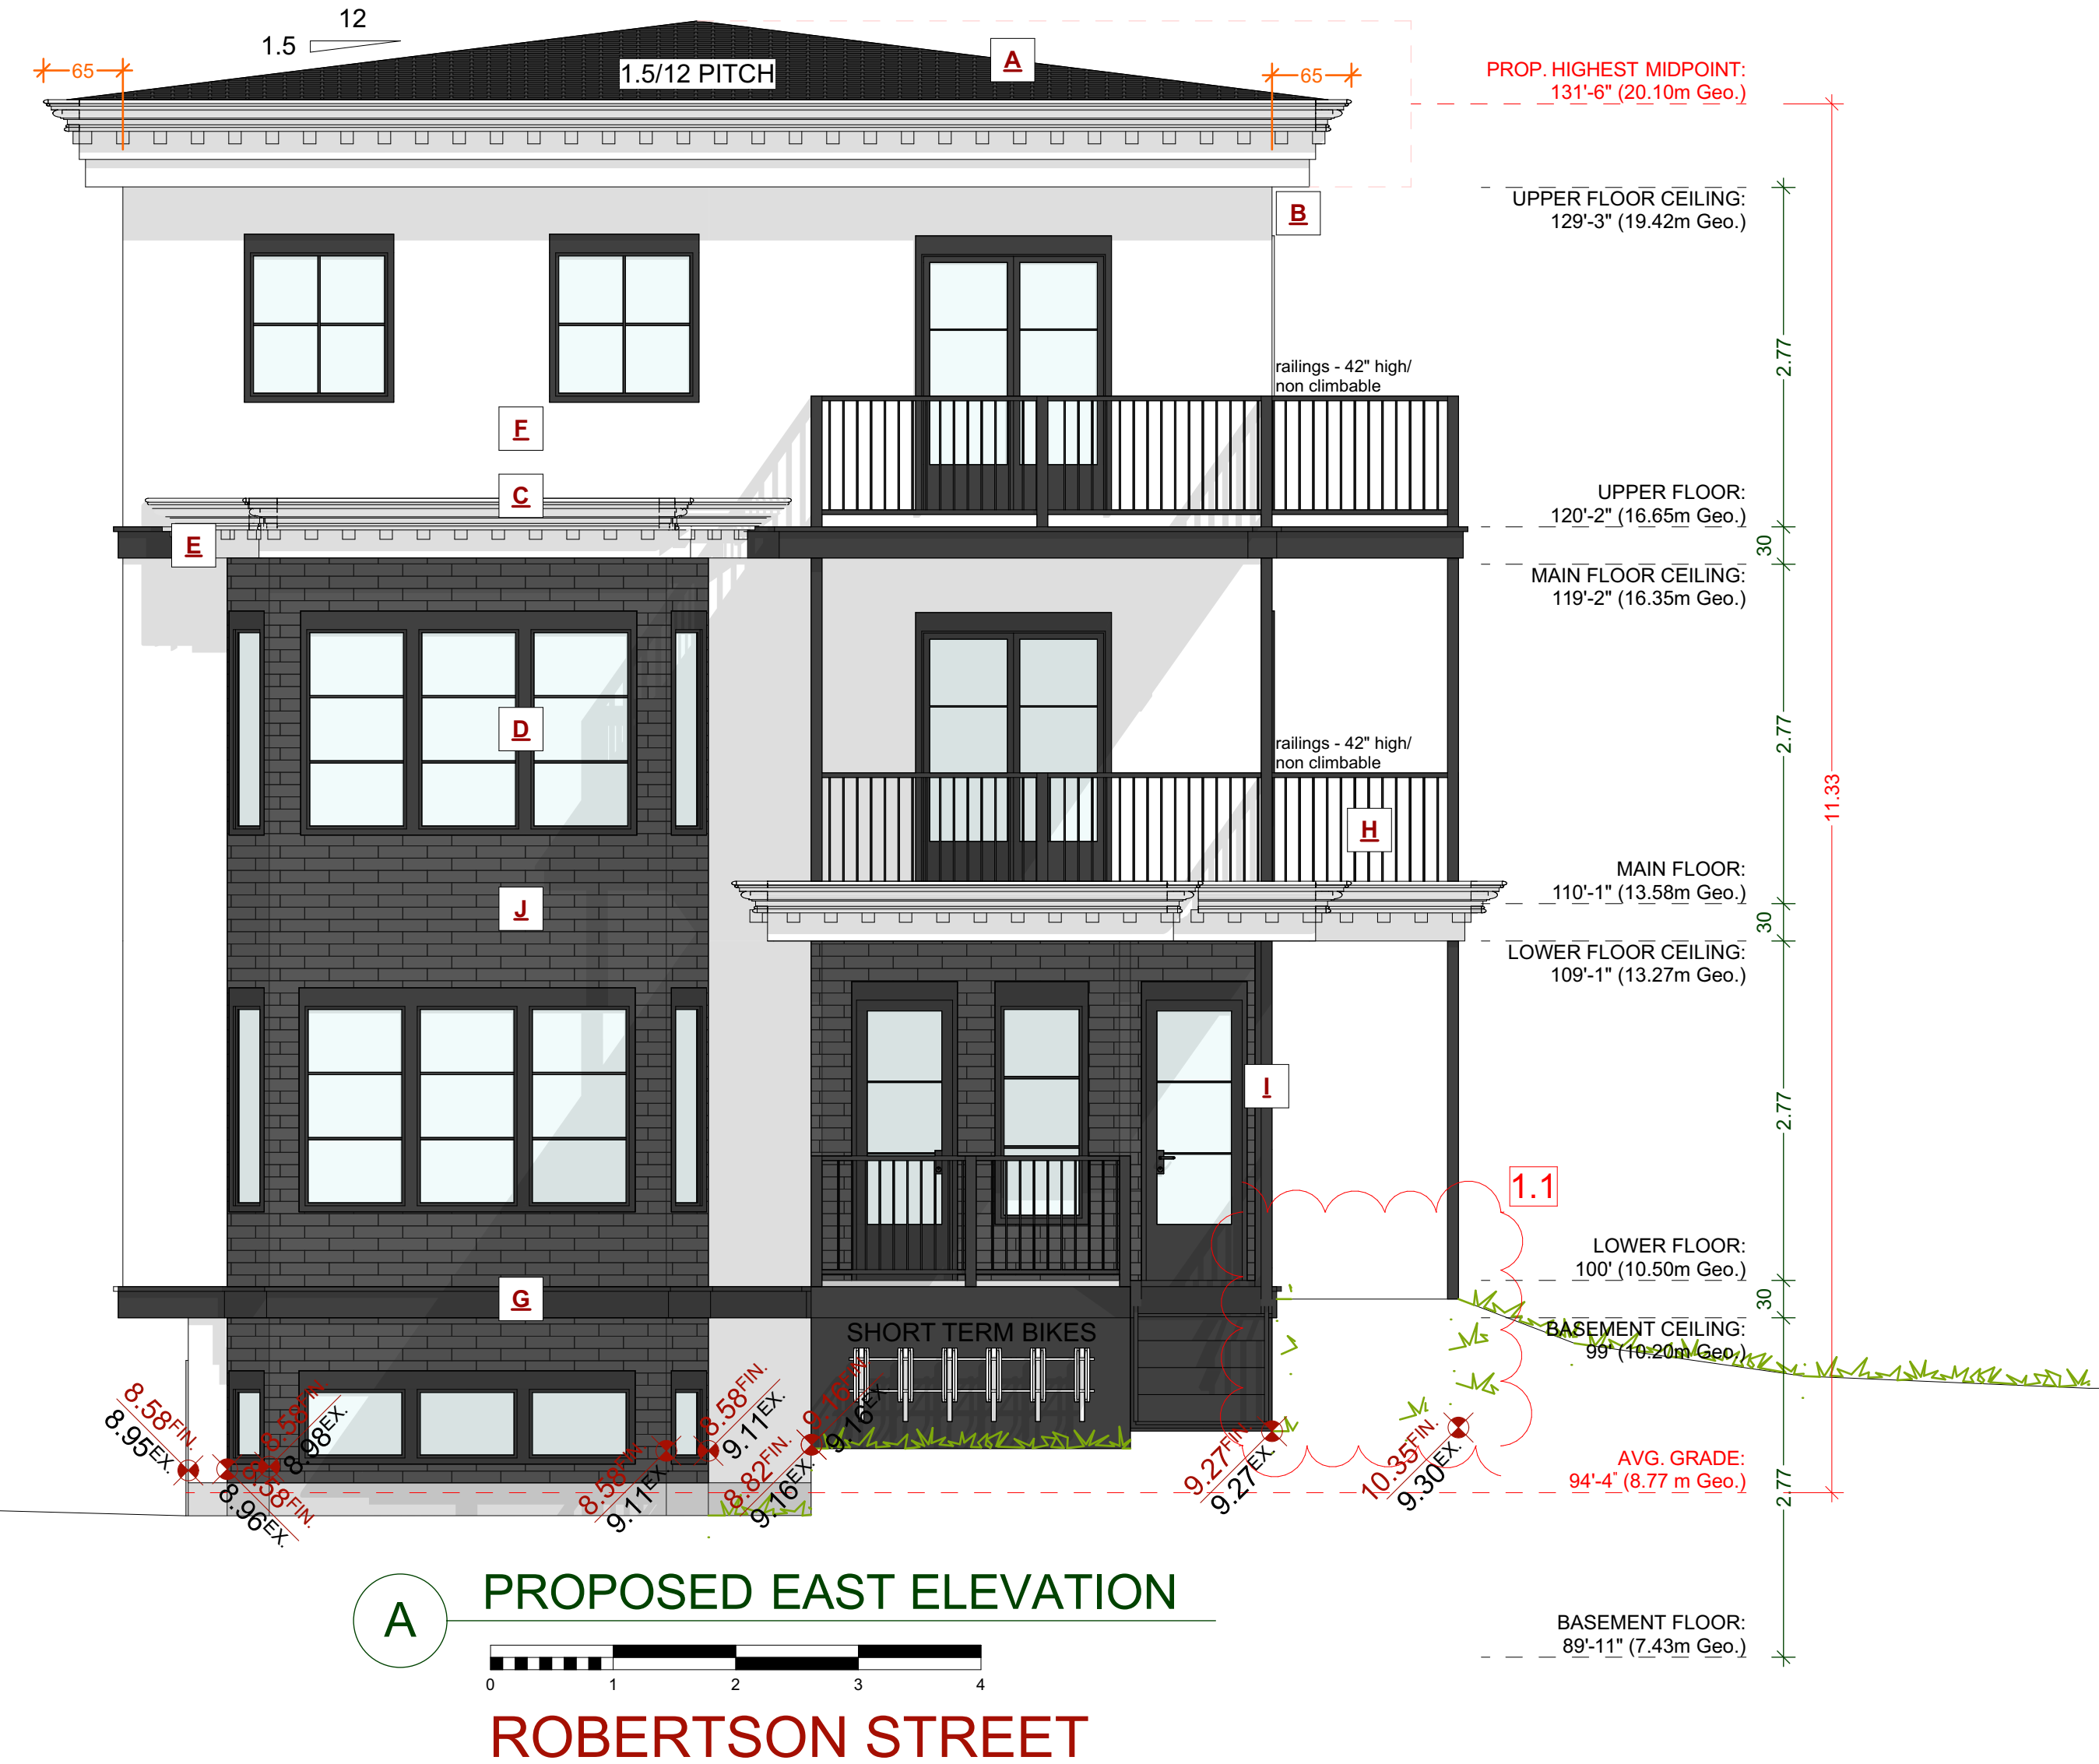 12
1.5
65
1.5/12 PITCH
A
65
PROP. HIGHEST MIDPOINT:
131'-6" (20.10m Geo.)
B
UPPER FLOOR CEILING:
129'-3" (19.42m Geo.)
2.77
railings - 42" high/
non climbable
F
C
UPPER FLOOR:
120'-2" (16.65m Geo.)
E
30
MAIN FLOOR CEILING:
119'-2" (16.35m Geo.)
D
2.77
railings - 42" high/
non climbable
11.33
H
MAIN FLOOR:
110'-1" (13.58m Geo.)
J
30
LOWER FLOOR CEILING:
109'-1" (13.27m Geo.)
I
2.77
1.1
LOWER FLOOR:
100' (10.50m Geo.)
G
30
SHORT TERM BIKES
BASEMENT CEILING:
99' (10.20m Geo.)
8.58FIN.
8.95EX.
8.58FIN.
8.98EX.
8.58FIN.
8.96EX.
8.58FIN.
9.11EX.
8.58FIN.
9.11EX.
8.82FIN.
9.16EX.
9.16FIN.
9.16EX.
9.27FIN.
9.27EX.
10.35FIN.
9.30EX.
AVG. GRADE:
94'-4" (8.77 m Geo.)
2.77
A
PROPOSED EAST ELEVATION
0 1 2 3 4
BASEMENT FLOOR:
89'-11" (7.43m Geo.)
ROBERTSON STREET